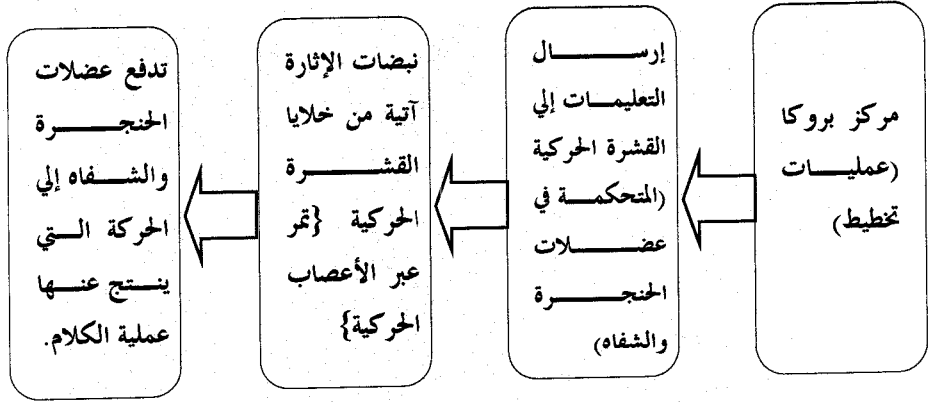 مركز بروكا
(عمليات
تخطيط)
إرسال
التعليمات إلي
القشرة الحركية
(المتحكمة في
عضلات
الحنجرة
والشفاه)
نبضات الإثارة
آتية من خلايا
القشرة
الحركية {تمر
عبر الأعصاب
الحركية}
تدفع عضلات
الحنجرة
والشفاه إلي
الحركة التي
ينتج عنها
عملية الكلام.